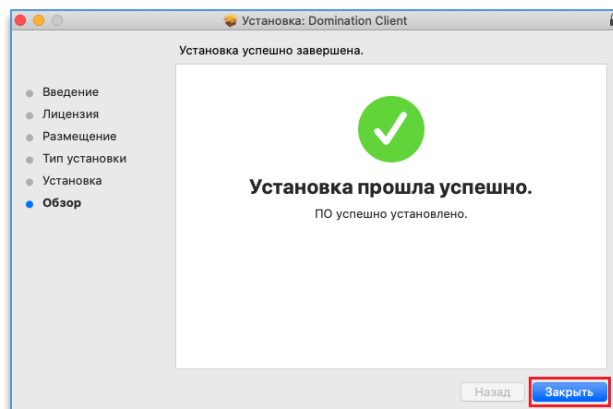 Установка: Domination Client
Установка успешно завершена.
Введение
Лицензия
Размещение
Тип установки
Установка
Обзор
Установка прошла успешно.
ПО успешно установлено.
Назад
Закрыть